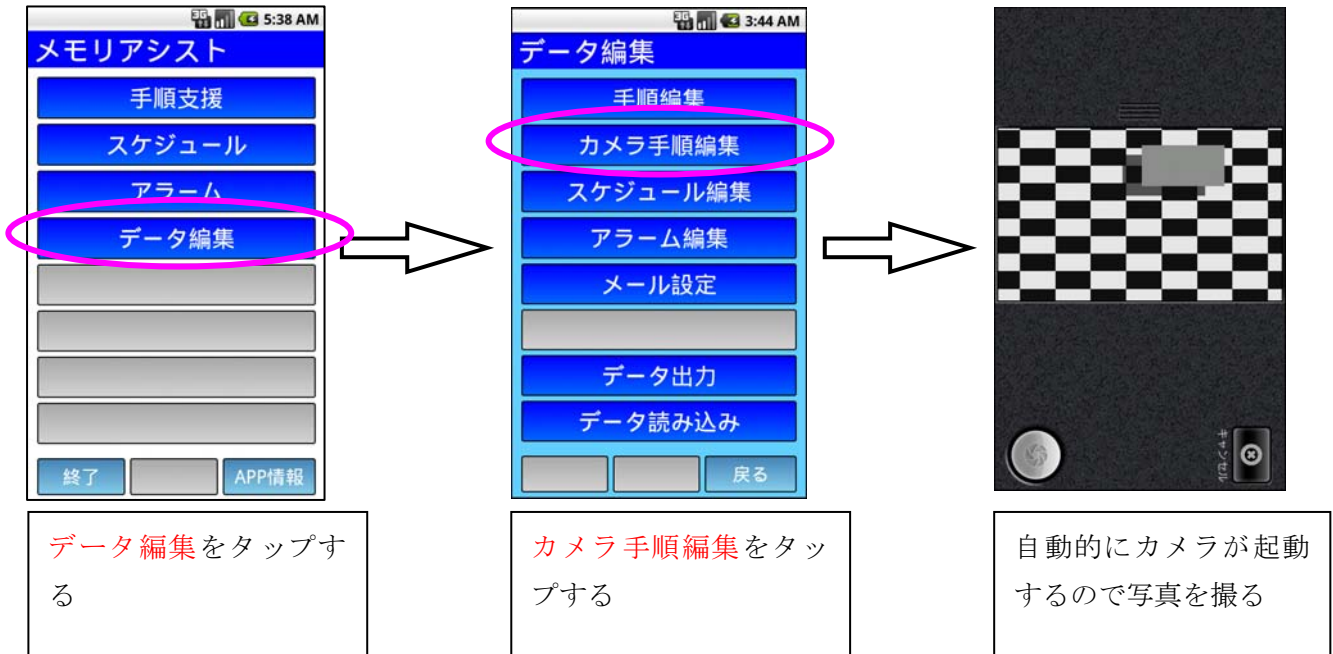 3G 5:38 AM
メモリアシスト
手順支援
スケジュール
アラーム
データ編集
終了
APP情報
データ編集をタップす
る
3G 3:44 AM
データ編集
手順編集
カメラ手順編集
スケジュール編集
アラーム編集
メール設定
データ出力
データ読み込み
戻る
カメラ手順編集をタッ
プする
キャンセル
自動的にカメラが起動
するので写真を撮る